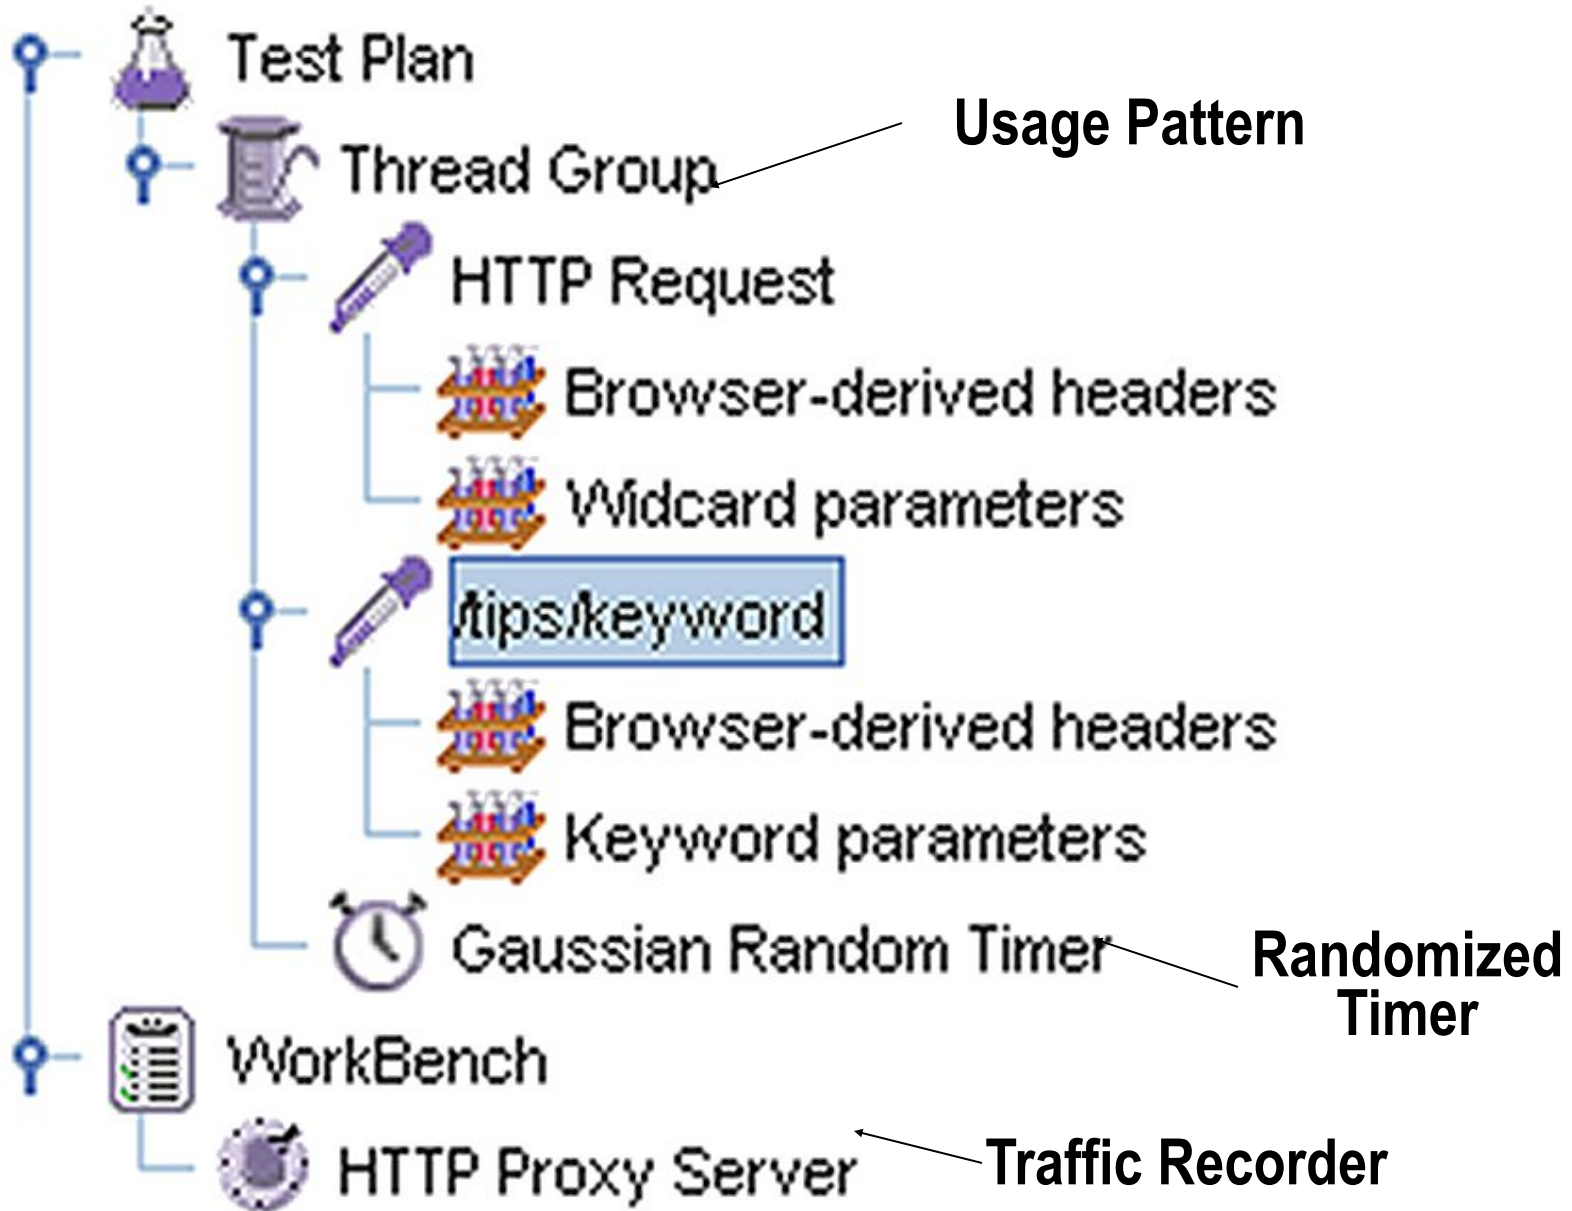 Test Plan
Usage Pattern
Thread Group
HTTP Request
Browser-derived headers
Widcard parameters
/tips/keyword
Browser-derived headers
Keyword parameters
Gaussian Random Timer
Randomized
Timer
WorkBench
HTTP Proxy Server
Traffic Recorder